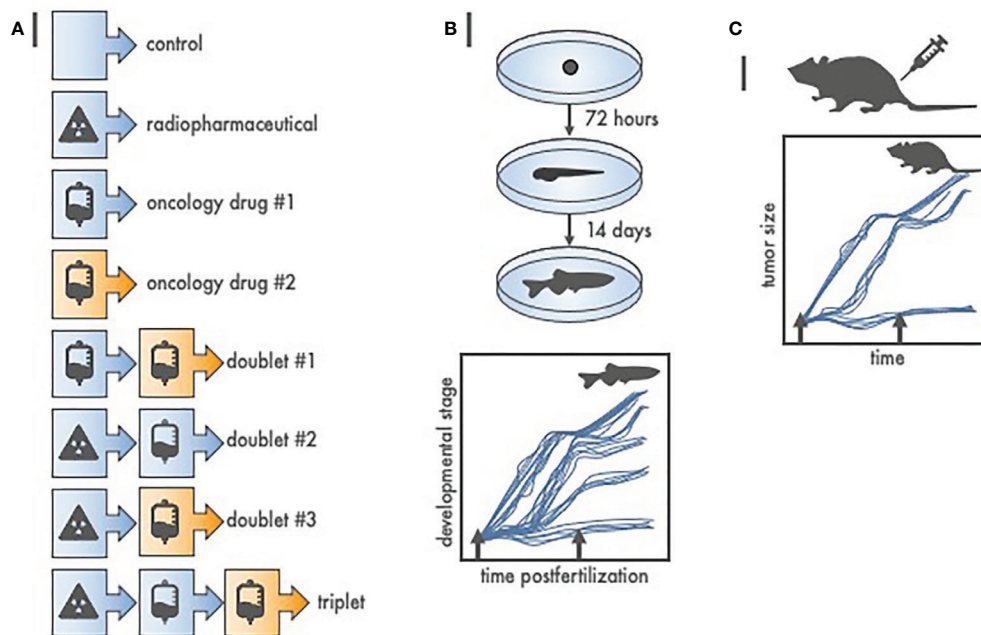 A
control
radiopharmaceutical
oncology drug #1
oncology drug #2
doublet #1
doublet #2
doublet #3
triplet
B
72 hours
14 days
developmental stage
time postfertilization
C
tumor size
time